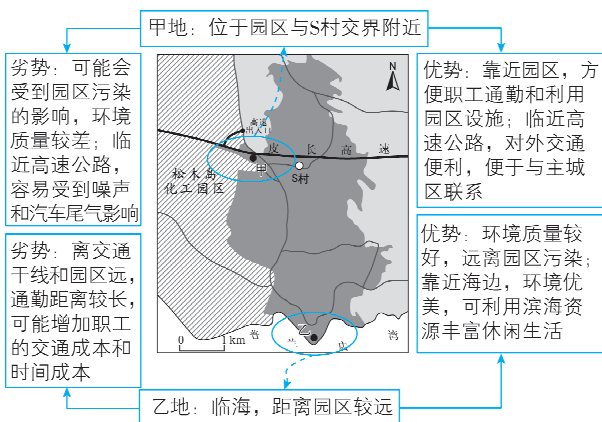 甲地：位于园区与S村交界附近
劣势：可能会
受到园区污染
的影响，环境
质量较差；临
近高速公路，
容易受到噪声
和汽车尾气影响
优势：靠近园区，方
便职工通勤和利用
园区设施；临近高
速公路，对外交通
便利，便于与主城
区联系
N
高速
出入口
皮长高速
甲
S村
松木岛
化工园区
劣势：离交通
干线和园区远，
通勤距离较长，
可能增加职工
的交通成本和
时间成本
优势：环境质量较
好，远离园区污染；
靠近海边，环境优
美，可利用滨海资
源丰富休闲生活
乙
普兰店湾
0 1 km
乙地：临海，距离园区较远